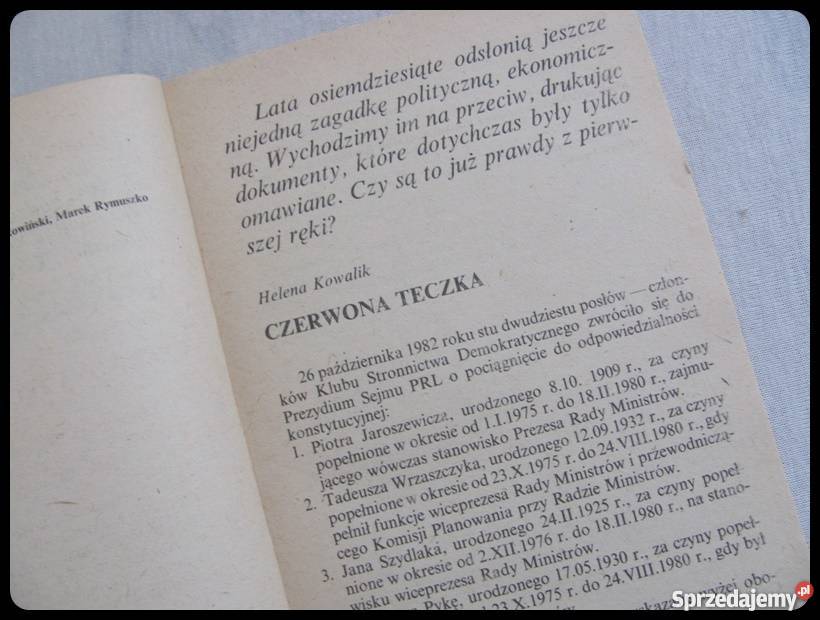 kowiński, Marek Rymuszko
Lata osiemdziesiąte odsłonią jeszcze
niejedną zagadkę polityczną, ekonomicz-
ną. Wychodzimy im na przeciw, drukując
dokumenty, które dotychczas były tylko
omawiane. Czy są to już prawdy z pierw-
szej ręki?
Helena Kowalik
CZERWONA TECZKA
26 października 1982 roku stu dwudziestu posłów — człon-
ków Klubu Stronnictwa Demokratycznego zwróciło się do
Prezydium Sejmu PRL o pociągnięcie do odpowiedzialności
konstytucyjnej:
1. Piotra Jaroszewicza, urodzonego 8.10. 1909 r., za czyny
popełnione w okresie od 1.I.1975 r. do 18.II.1980 r., zajmu-
jącego wówczas stanowisko Prezesa Rady Ministrów.
2. Tadeusza Wrzaszczyka, urodzonego 12.09.1932 r., za czyny
popełnione w okresie od 23.X.1975 r. do 24.VIII.1980 r., gdy
pełnił funkcję wiceprezesa Rady Ministrów i przewodniczą-
cego Komisji Planowania przy Radzie Ministrów.
3. Jana Szydlaka, urodzonego 24.II.1925 r., za czyny popeł
nione w okresie od 2.XII.1976 r. do 18.II.1980 r., na stano-
wisku wiceprezesa Rady Ministrów.
Pykę, urodzonego 17.05.1930 r., za czyny popeł-
23.X.1975 r. do 24.VIII.1980 r., gdy był
Sprzedajemy.pl